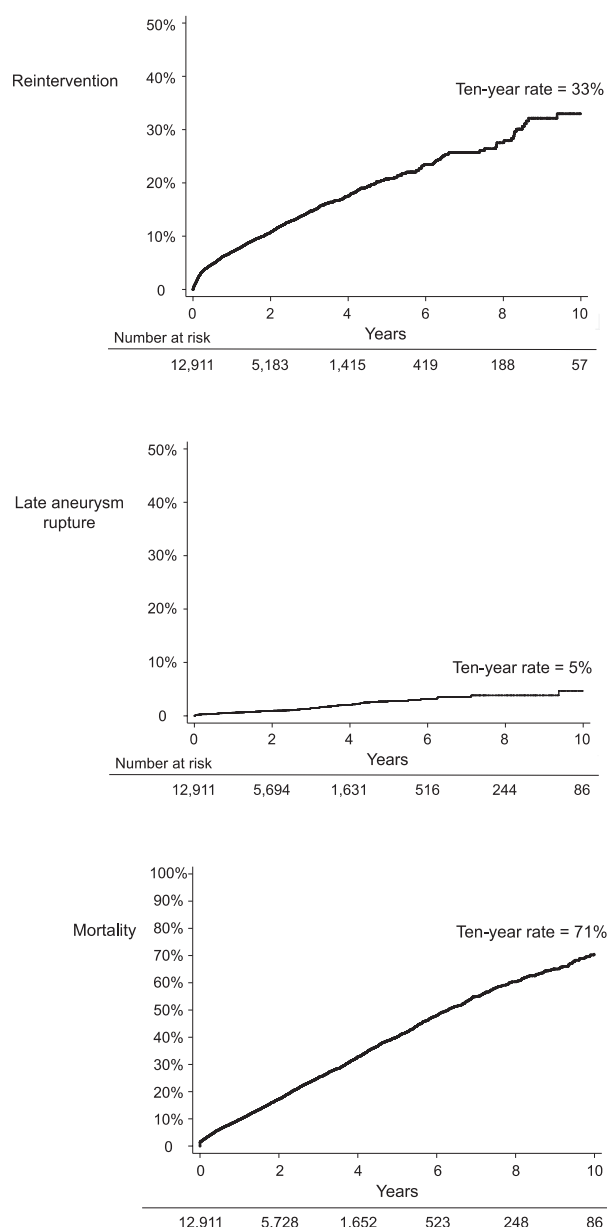 50%
40%
Reintervention
Ten-year rate = 33%
30%
20%
10%
0
0 2 4 6 8 10
Years
Number at risk
12,911 5,183 1,415 419 188 57
50%
Late aneurysm
rupture
40%
30%
20%
10%
Ten-year rate = 5%
0
0 2 4 6 8 10
Years
Number at risk
12,911 5,694 1,631 516 244 86
100%
90%
80%
Mortality
Ten-year rate = 71%
70%
60%
50%
40%
30%
20%
10%
0
0 2 4 6 8 10
12,911 5,728 1,652 523 248 86